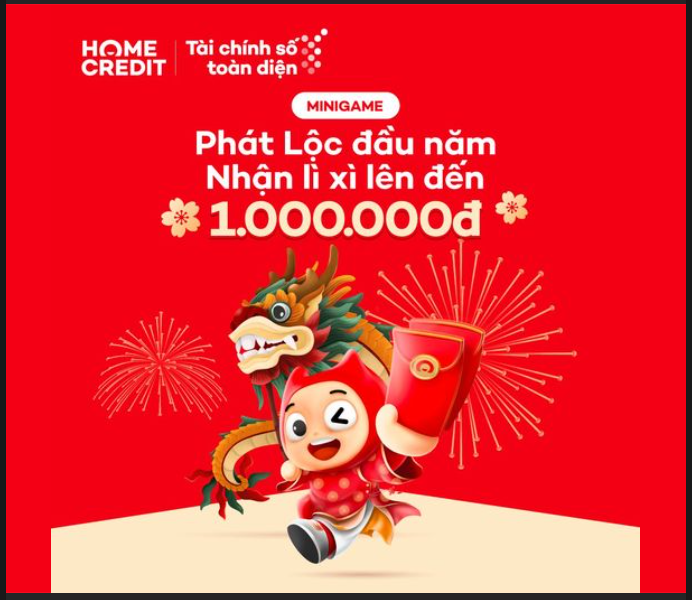 HOME
CREDIT
Tài chính số
toàn diện
MINIGAME
Phát Lộc đầu năm
Nhận lì xì lên đến
1.000.000đ